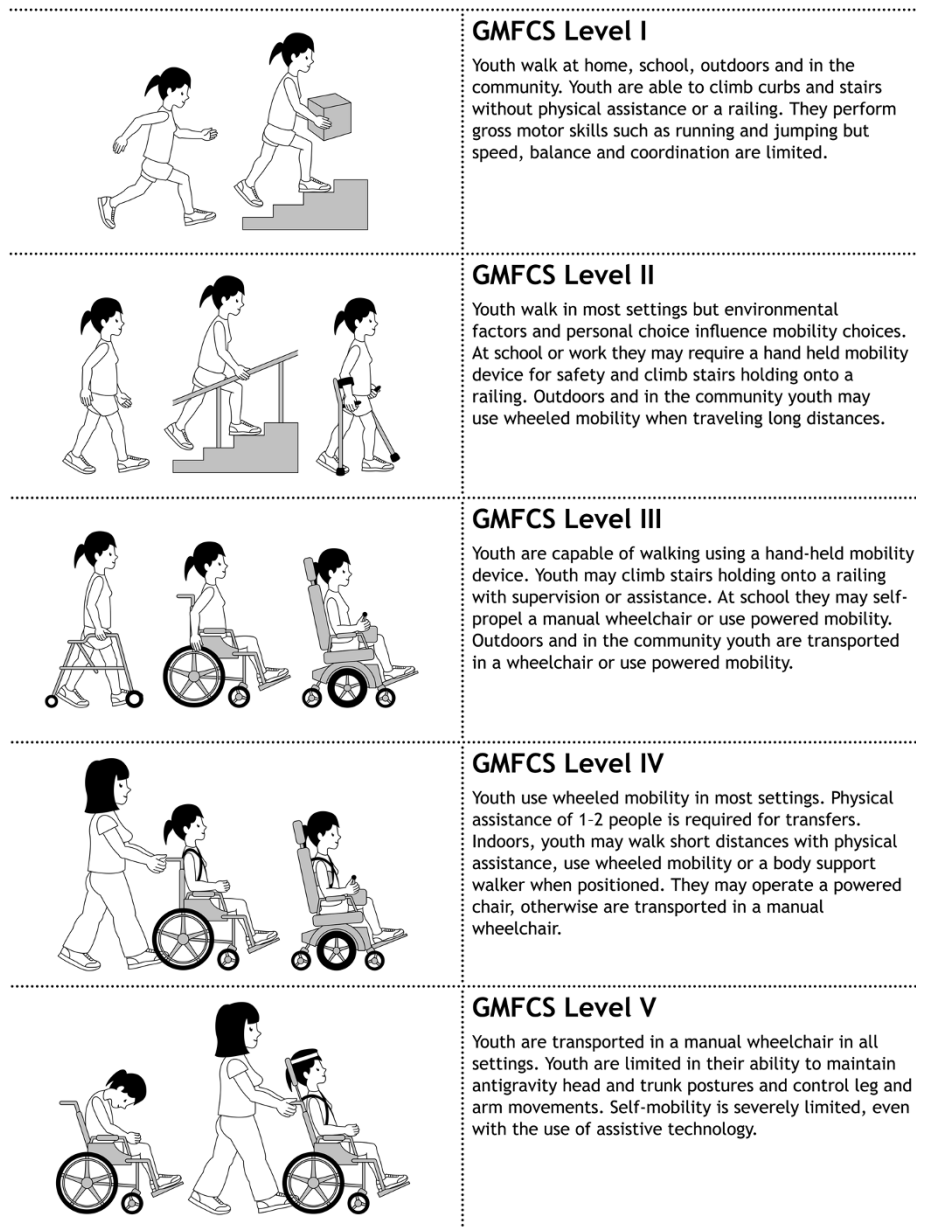 GMFCS Level I
Youth walk at home, school, outdoors and in the
community. Youth are able to climb curbs and stairs
without physical assistance or a railing. They perform
gross motor skills such as running and jumping but
speed, balance and coordination are limited.
GMFCS Level II
Youth walk in most settings but environmental
factors and personal choice influence mobility choices.
At school or work they may require a hand held mobility
device for safety and climb stairs holding onto a
railing. Outdoors and in the community youth may
use wheeled mobility when traveling long distances.
GMFCS Level III
Youth are capable of walking using a hand-held mobility
device. Youth may climb stairs holding onto a railing
with supervision or assistance. At school they may self-
propel a manual wheelchair or use powered mobility.
Outdoors and in the community youth are transported
in a wheelchair or use powered mobility.
GMFCS Level IV
Youth use wheeled mobility in most settings. Physical
assistance of 1–2 people is required for transfers.
Indoors, youth may walk short distances with physical
assistance, use wheeled mobility or a body support
walker when positioned. They may operate a powered
chair, otherwise are transported in a manual
wheelchair.
GMFCS Level V
Youth are transported in a manual wheelchair in all
settings. Youth are limited in their ability to maintain
antigravity head and trunk postures and control leg and
arm movements. Self-mobility is severely limited, even
with the use of assistive technology.